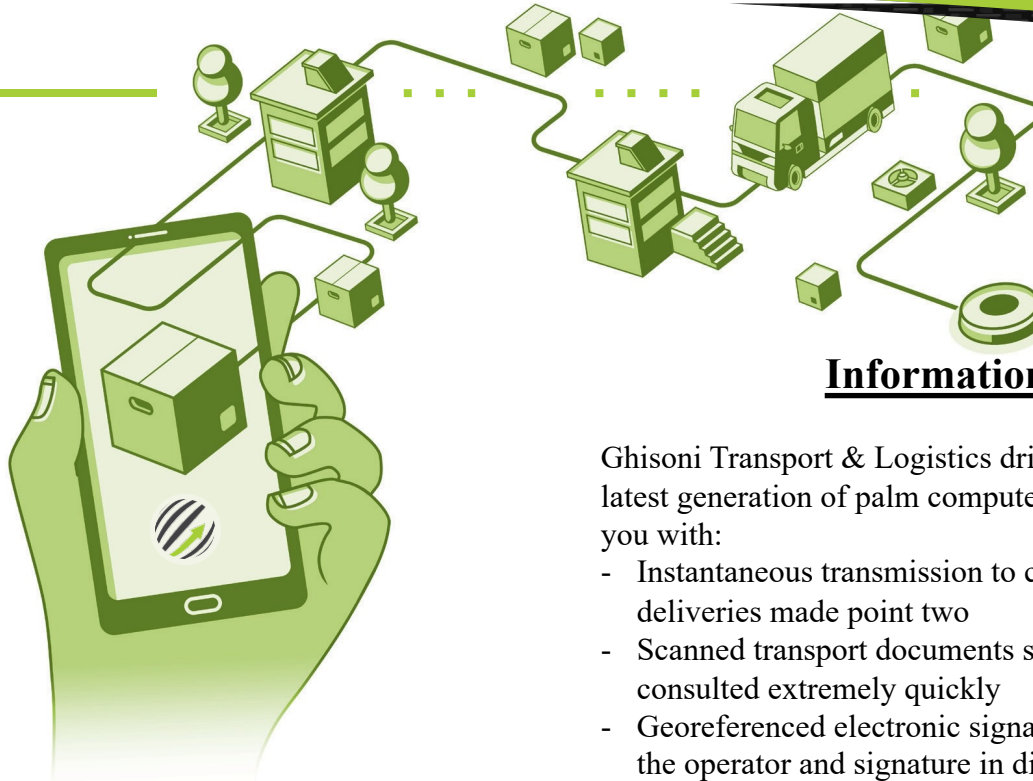 Information
Ghisoni Transport & Logistics dri
latest generation of palm compute
you with:
- Instantaneous transmission to c
deliveries made point two
- Scanned transport documents s
consulted extremely quickly
- Georeferenced electronic signa
the operator and signature in di